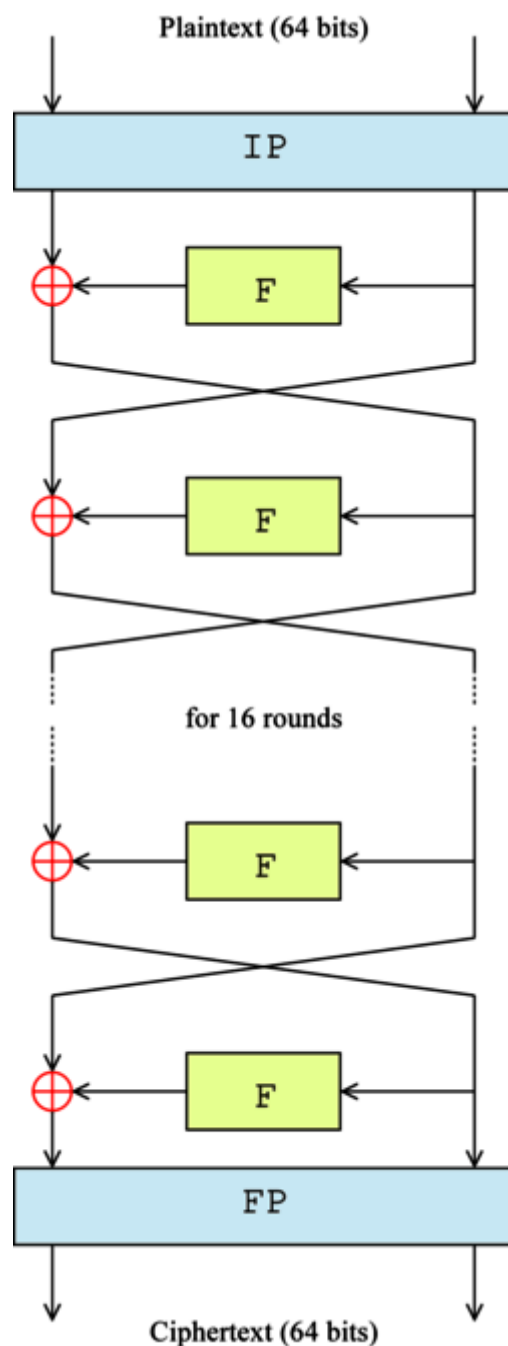 Plaintext (64 bits)
IP
F
F
for 16 rounds
F
F
FP
Ciphertext (64 bits)